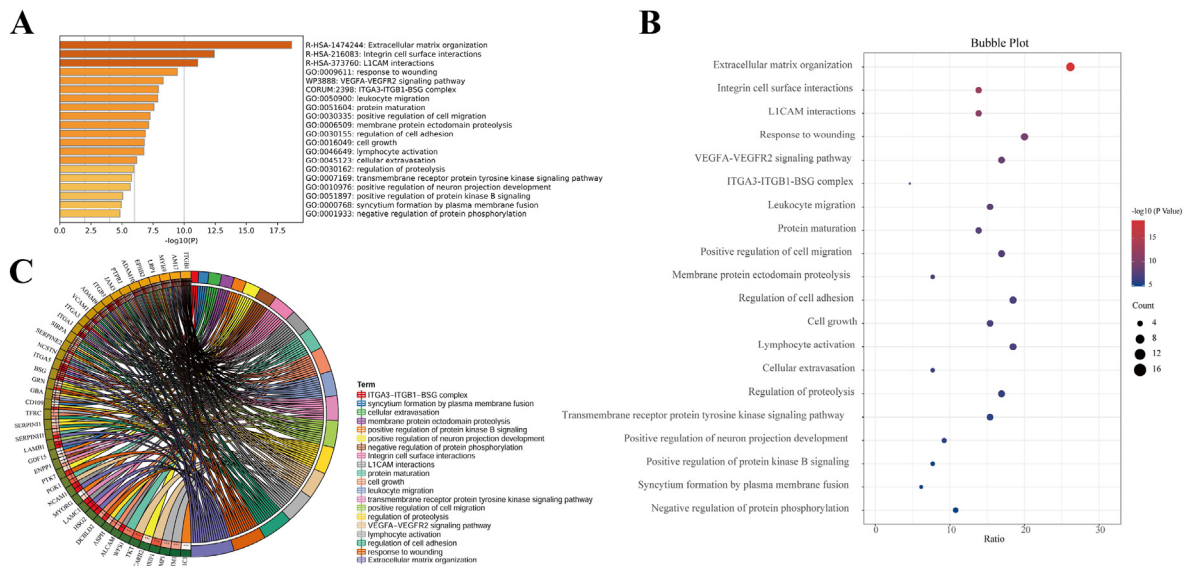 A
R-HSA-1474244: Extracellular matrix organization
R-HSA-216083: Integrin cell surface interactions
R-HSA-373760: L1CAM interactions
GO:0009611: response to wounding
WP3888: VEGFA-VEGFR2 signaling pathway
CORUM:2398: ITGA3-ITGB1-BSG complex
GO:0050900: leukocyte migration
GO:0051604: protein maturation
GO:0030335: positive regulation of cell migration
GO:0006509: membrane protein ectodomain proteolysis
GO:0030155: regulation of cell adhesion
GO:0016049: cell growth
GO:0046649: lymphocyte activation
GO:0045123: cellular extravasation
GO:0030162: regulation of proteolysis
GO:0007169: transmembrane receptor protein tyrosine kinase signaling pathway
GO:0010976: positive regulation of neuron projection development
GO:0051897: positive regulation of protein kinase B signaling
GO:0000768: syncytium formation by plasma membrane fusion
GO:0001933: negative regulation of protein phosphorylation
0.0 2.5 5.0 7.5 10.0 12.5 15.0 17.5
-log10(P)
B
Bubble Plot
Extracellular matrix organization
Integrin cell surface interactions
L1CAM interactions
Response to wounding
VEGFA-VEGFR2 signaling pathway
ITGA3-ITGB1-BSG complex
Leukocyte migration
Protein maturation
Positive regulation of cell migration
Membrane protein ectodomain proteolysis
Regulation of cell adhesion
Cell growth
Lymphocyte activation
Cellular extravasation
Regulation of proteolysis
Transmembrane receptor protein tyrosine kinase signaling pathway
Positive regulation of neuron projection development
Positive regulation of protein kinase B signaling
Syncytium formation by plasma membrane fusion
Negative regulation of protein phosphorylation
0 10 20 30
Ratio
-log10 (P Value)
15
10
5
Count
4
8
12
16
C
ITGB1
MYH9
LRP1
EPHB2
ADAM10
PTPRJ
JAM3
ITGB3
ADAM9
VCAM1
ITGA3
SIRPA
SERPINE2
NCSTN
ITGA5
BSG
GRN
GBA
CD109
TFRC
SERPINI1
SERPINH1
LAMB1
GDF15
ENPP1
PTK7
PGK1
NCAM1
MYORG
LAMC1
HSG2
DCBLD2
ASPH
ALCAM
WFS1
TKT
Term
ITGA3-ITGB1-BSG complex
syncytium formation by plasma membrane fusion
cellular extravasation
membrane protein ectodomain proteolysis
positive regulation of protein kinase B signaling
positive regulation of neuron projection development
negative regulation of protein phosphorylation
Integrin cell surface interactions
L1CAM interactions
protein maturation
cell growth
leukocyte migration
transmembrane receptor protein tyrosine kinase signaling pathway
positive regulation of cell migration
regulation of proteolysis
VEGFA-VEGFR2 signaling pathway
lymphocyte activation
regulation of cell adhesion
response to wounding
Extracellular matrix organization